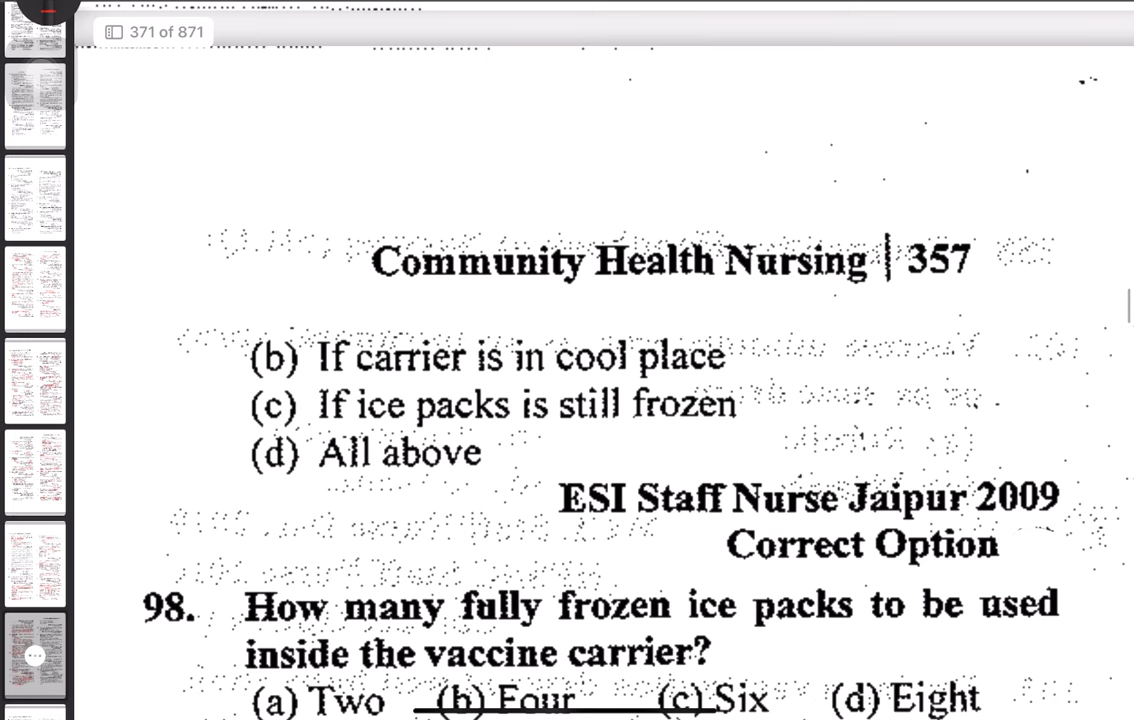 371 of 871
Community Health Nursing | 357
(b) If carrier is in cool place
(c) If ice packs is still frozen
(d) All above
ESI Staff Nurse Jaipur 2009
Correct Option
98. How many fully frozen ice packs to be used
inside the vaccine carrier?
(a) Two (b) Four (c) Six (d) Eight